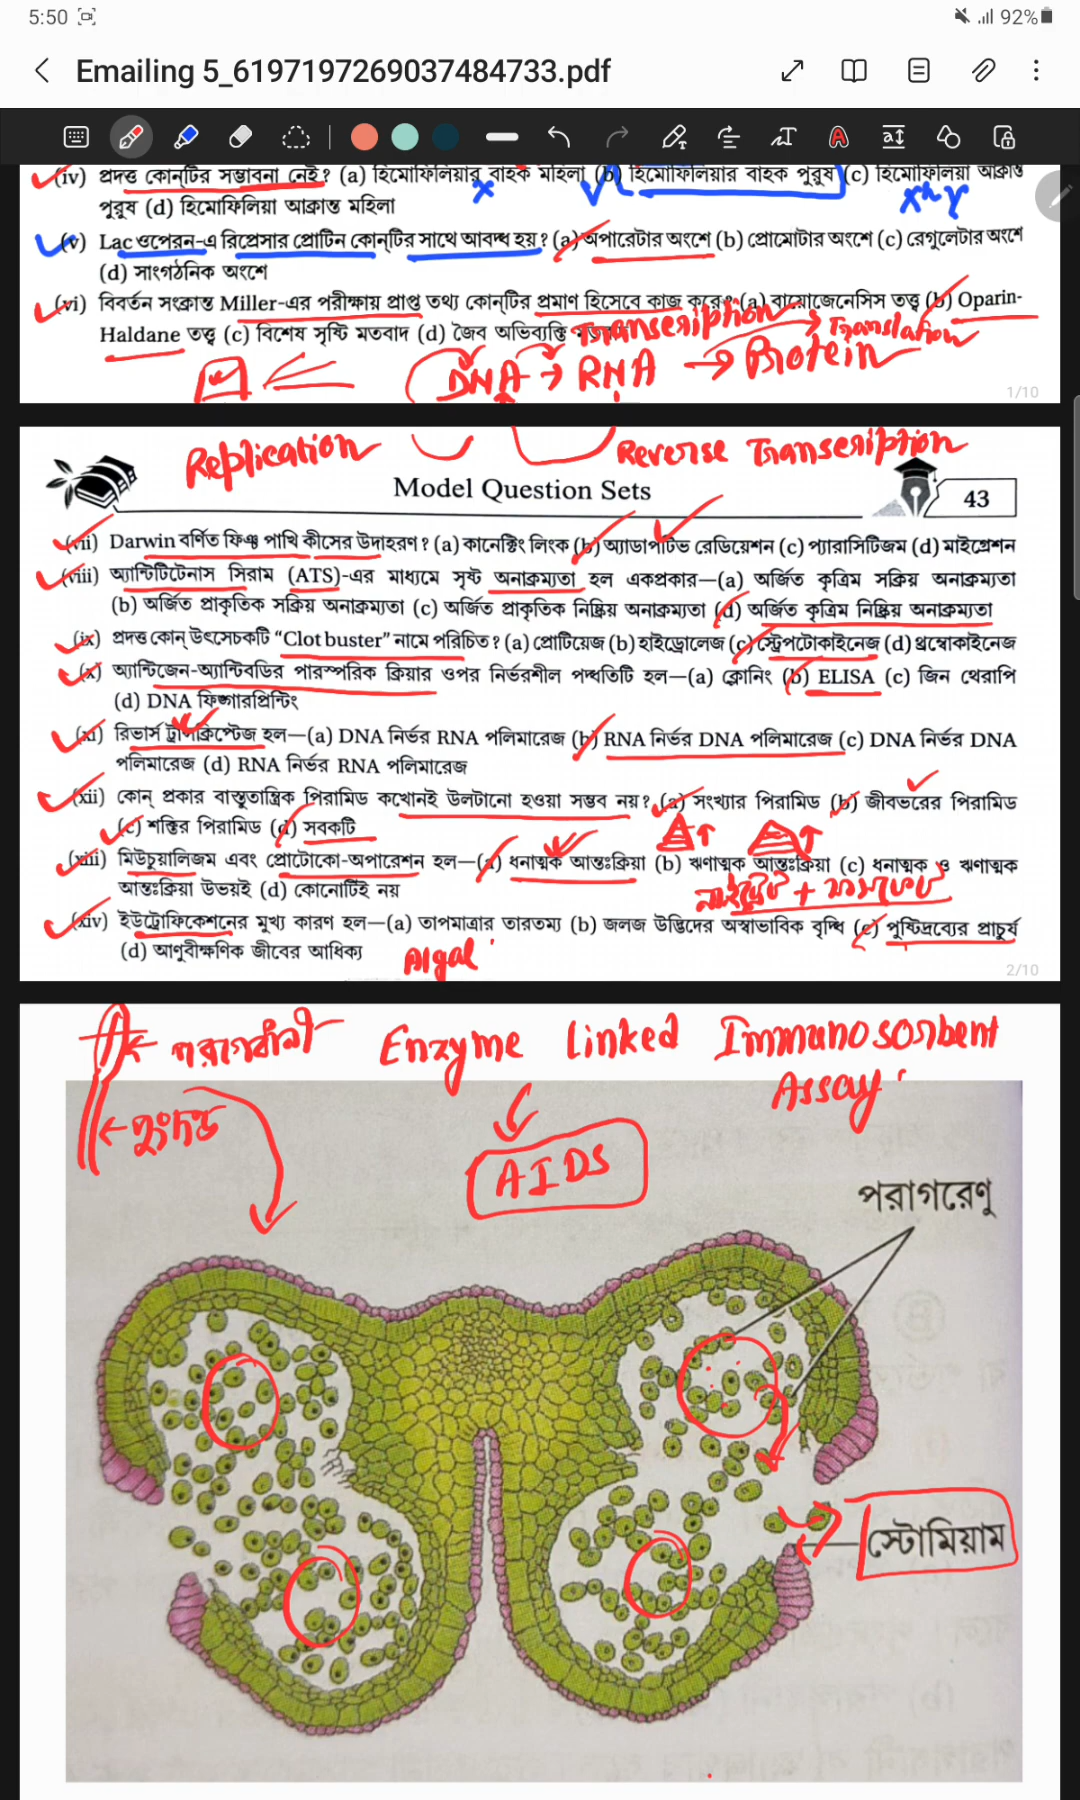 5:50 92%
Emailing 5_6197197269037484733.pdf
(iv) প্রদত্ত কোন্‌টির সম্ভাবনা নেই? (a) হিমোফিলিয়ার বাহক মহিলা (b) হিমোফিলিয়ার বাহক পুরুষ (c) হিমোফিলিয়া আক্রান্ত
পুরুষ (d) হিমোফিলিয়া আক্রান্ত মহিলা
(v) Lac ওপেরন-এ রিপ্রেসার প্রোটিন কোন্‌টির সাথে আবদ্ধ হয়? (a) অপারেটার অংশে (b) প্রোমোটার অংশে (c) রেগুলেটার অংশে
(d) সাংগঠনিক অংশে
(vi) বিবর্তন সংক্রান্ত Miller-এর পরীক্ষায় প্রাপ্ত তথ্য কোন্‌টির প্রমাণ হিসেবে কাজ করে? (a) বায়োজেনেসিস তত্ত্ব (b) Oparin-
Haldane তত্ত্ব (c) বিশেষ সৃষ্টি মতবাদ (d) জৈব অভিব্যক্তি
Transcription → Translation
DNA → RNA → Protein
1/10
Replication Reverse Transcription
Model Question Sets
43
(vii) Darwin বর্ণিত ফিঞ্চ পাখি কীসের উদাহরণ? (a) কানেক্টিং লিংক (b) অ্যাডাপটিভ রেডিয়েশন (c) প্যারাসিটিজম (d) মাইগ্রেশন
(viii) অ্যান্টিটিটেনাস সিরাম (ATS)-এর মাধ্যমে সৃষ্ট অনাক্রম্যতা হল একপ্রকার—(a) অর্জিত কৃত্রিম সক্রিয় অনাক্রম্যতা
(b) অর্জিত প্রাকৃতিক সক্রিয় অনাক্রম্যতা (c) অর্জিত প্রাকৃতিক নিষ্ক্রিয় অনাক্রম্যতা (d) অর্জিত কৃত্রিম নিষ্ক্রিয় অনাক্রম্যতা
(ix) প্রদত্ত কোন্ উৎসেচকটি “Clot buster” নামে পরিচিত? (a) প্রোটিয়েজ (b) হাইড্রোলেজ (c) স্ট্রেপটোকাইনেজ (d) থ্রম্বোকাইনেজ
(x) অ্যান্টিজেন-অ্যান্টিবডির পারস্পরিক ক্রিয়ার ওপর নির্ভরশীল পদ্ধতিটি হল—(a) ক্লোনিং (b) ELISA (c) জিন থেরাপি
(d) DNA ফিঙ্গারপ্রিন্টিং
(xi) রিভার্স ট্রান্সক্রিপ্টেজ হল—(a) DNA নির্ভর RNA পলিমারেজ (b) RNA নির্ভর DNA পলিমারেজ (c) DNA নির্ভর DNA
পলিমারেজ (d) RNA নির্ভর RNA পলিমারেজ
(xii) কোন্ প্রকার বাস্তুতান্ত্রিক পিরামিড কখোনই উলটানো হওয়া সম্ভব নয়? (a) সংখ্যার পিরামিড (b) জীবভরের পিরামিড
(c) শক্তির পিরামিড (d) সবকটি
(xiii) মিউচুয়ালিজম এবং প্রোটোকো-অপারেশন হল—(a) ধনাত্মক আন্তঃক্রিয়া (b) ঋণাত্মক আন্তঃক্রিয়া (c) ধনাত্মক ও ঋণাত্মক
আন্তঃক্রিয়া উভয়ই (d) কোনোটিই নয়
(xiv) ইউট্রোফিকেশনের মুখ্য কারণ হল—(a) তাপমাত্রার তারতম্য (b) জলজ উদ্ভিদের অস্বাভাবিক বৃদ্ধি (c) পুষ্টিদ্রব্যের প্রাচুর্য
(d) আণুবীক্ষণিক জীবের আধিক্য
Algal
2/10
পরাগধানী Enzyme Linked Immunosorbent
Assay
পুংদণ্ড
AIDS
পরাগরেণু
স্টোমিয়াম